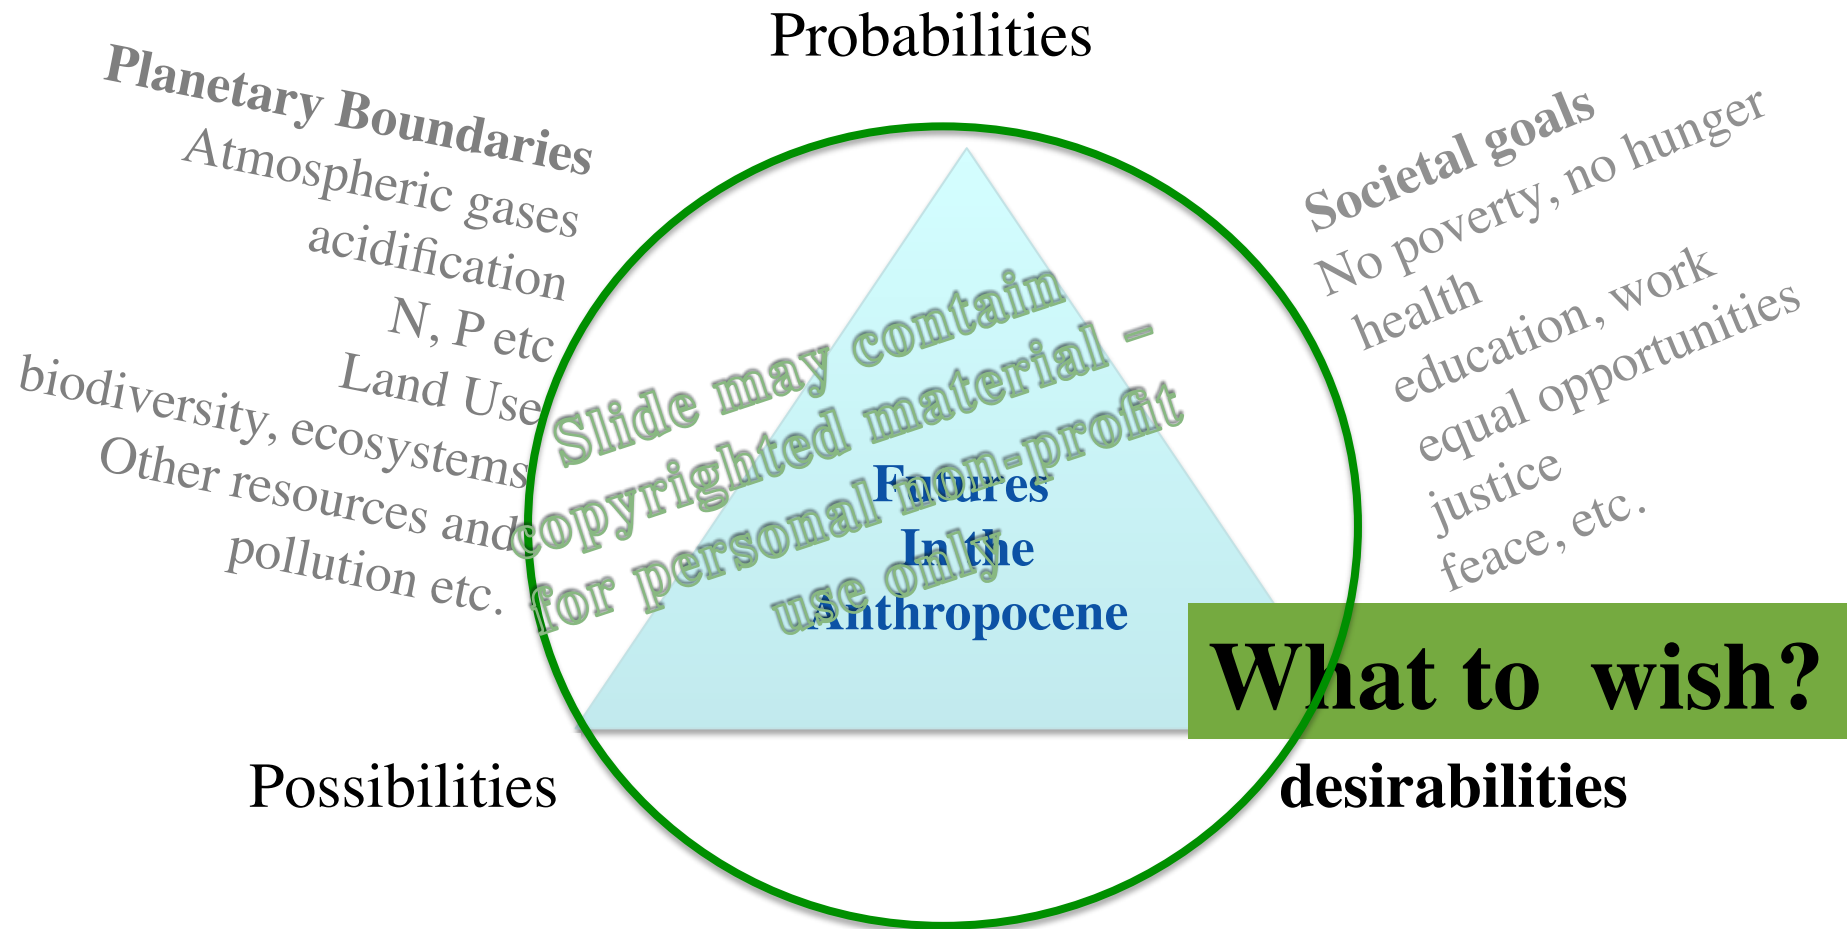 Probabilities
Planetary Boundaries
Atmospheric gases
acidification
N, P etc
Land Use
biodiversity, ecosystems
Other resources and
pollution etc.
Societal goals
No poverty, no hunger
health
education, work
equal opportunities
justice
feace, etc.
Slide may contain
copyrighted material –
for personal non-profit
use only
Futures
In the
Anthropocene
What to  wish?
Possibilities
desirabilities